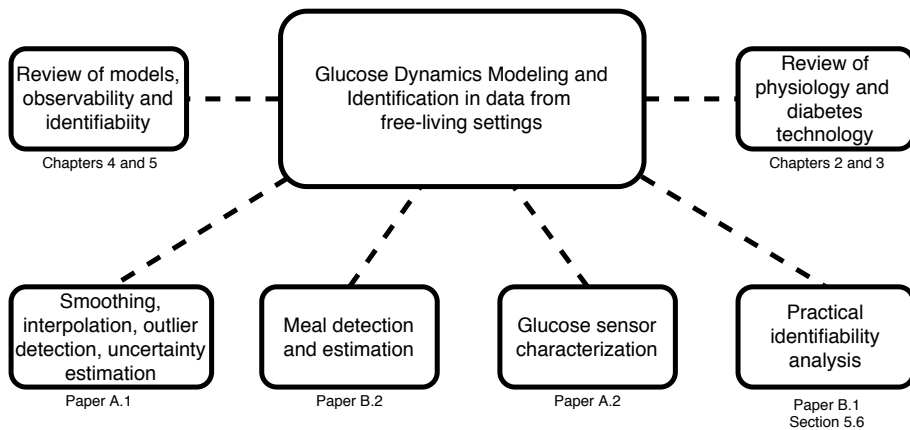 Review of models,
observability and
identifiabiity
Chapters 4 and 5
Glucose Dynamics Modeling and
Identification in data from
free-living settings
Review of
physiology and
diabetes
technology
Chapters 2 and 3
Smoothing,
interpolation, outlier
detection, uncertainty
estimation
Paper A.1
Meal detection
and estimation
Paper B.2
Glucose sensor
characterization
Paper A.2
Practical
identifiability
analysis
Paper B.1
Section 5.6